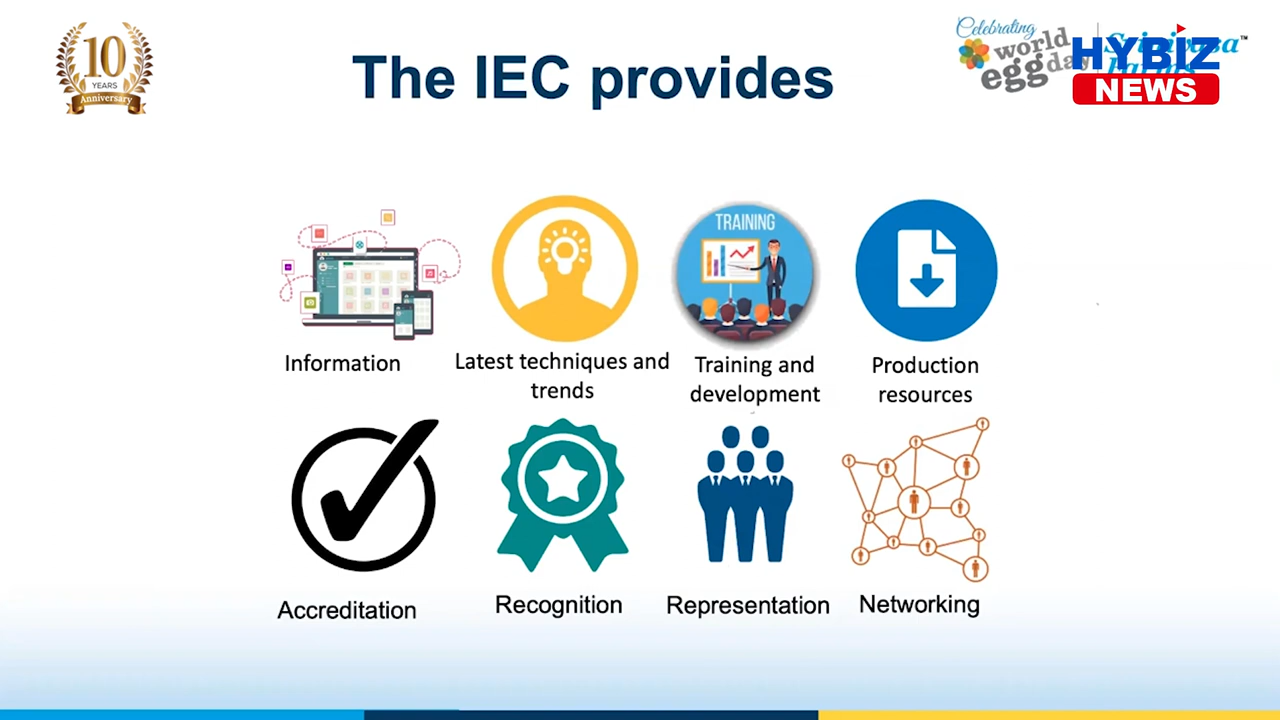 10
YEARS
Anniversary
The IEC provides
Celebrating
world
egg day
HYBIZ
NEWS
TM
TRAINING
Information
Latest techniques and
trends
Training and
development
Production
resources
Accreditation
Recognition
Representation
Networking